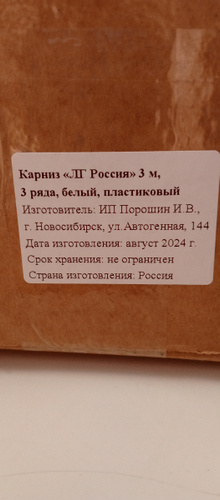 Карниз «ЛГ Россия» 3 м,
3 ряда, белый, пластиковый
Изготовитель: ИП Порошин И.В.,
г. Новосибирск, ул.Автогенная, 144
Дата изготовления: август 2024 г.
Срок хранения: не ограничен
Страна изготовления: Россия